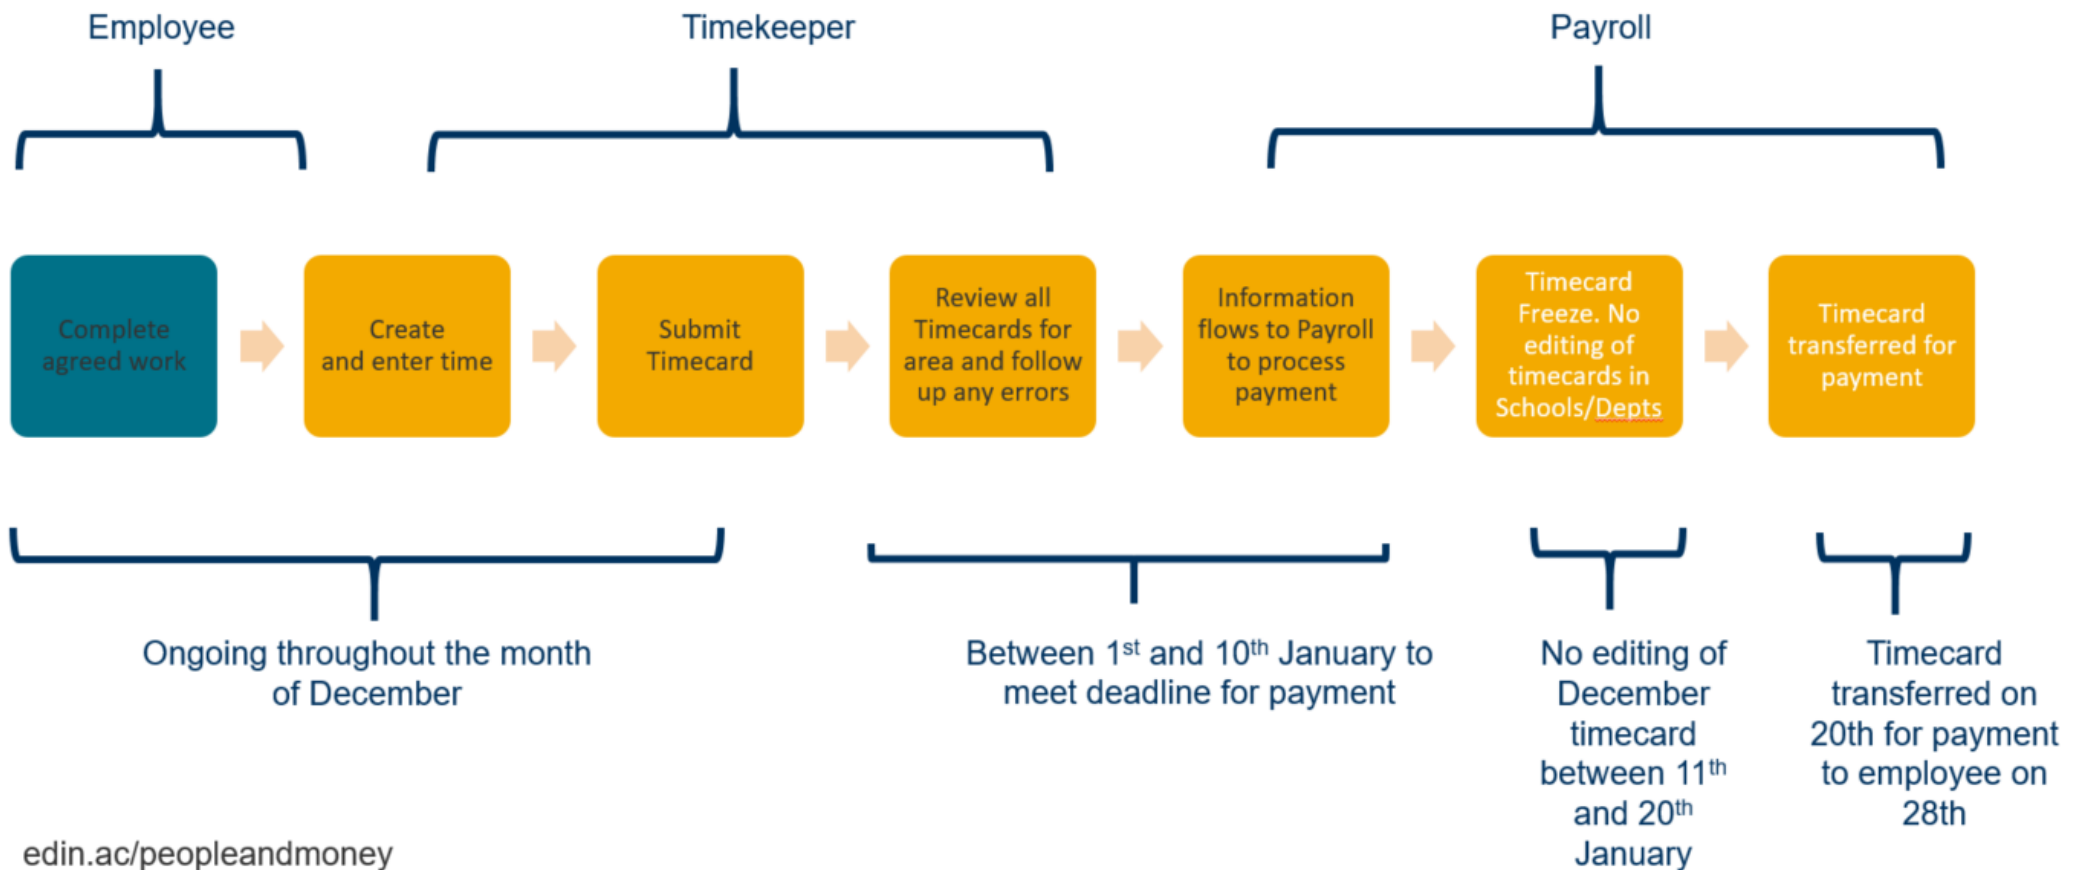 Employee
Timekeeper
Payroll
Complete
agreed work
Create
and enter time
Submit
Timecard
Review all
Timecards for
area and follow
up any errors
Information
flows to Payroll
to process
payment
Timecard
Freeze. No
editing of
timecards in
Schools/Depts
Timecard
transferred for
payment
Ongoing throughout the month
of December
Between 1st and 10th January to
meet deadline for payment
No editing of
December
timecard
between 11th
and 20th
January
Timecard
transferred on
20th for payment
to employee on
28th
edin.ac/peopleandmoney